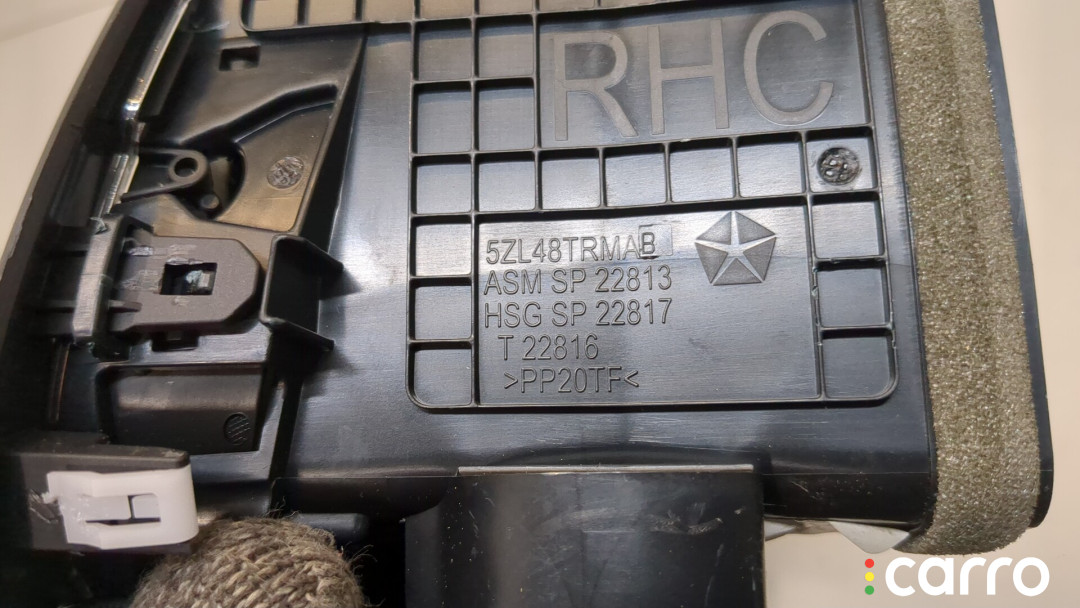 RHC
5ZL48TRMAB
ASM SP 22813
HSG SP 22817
T 22816
>PP20TF<
carro